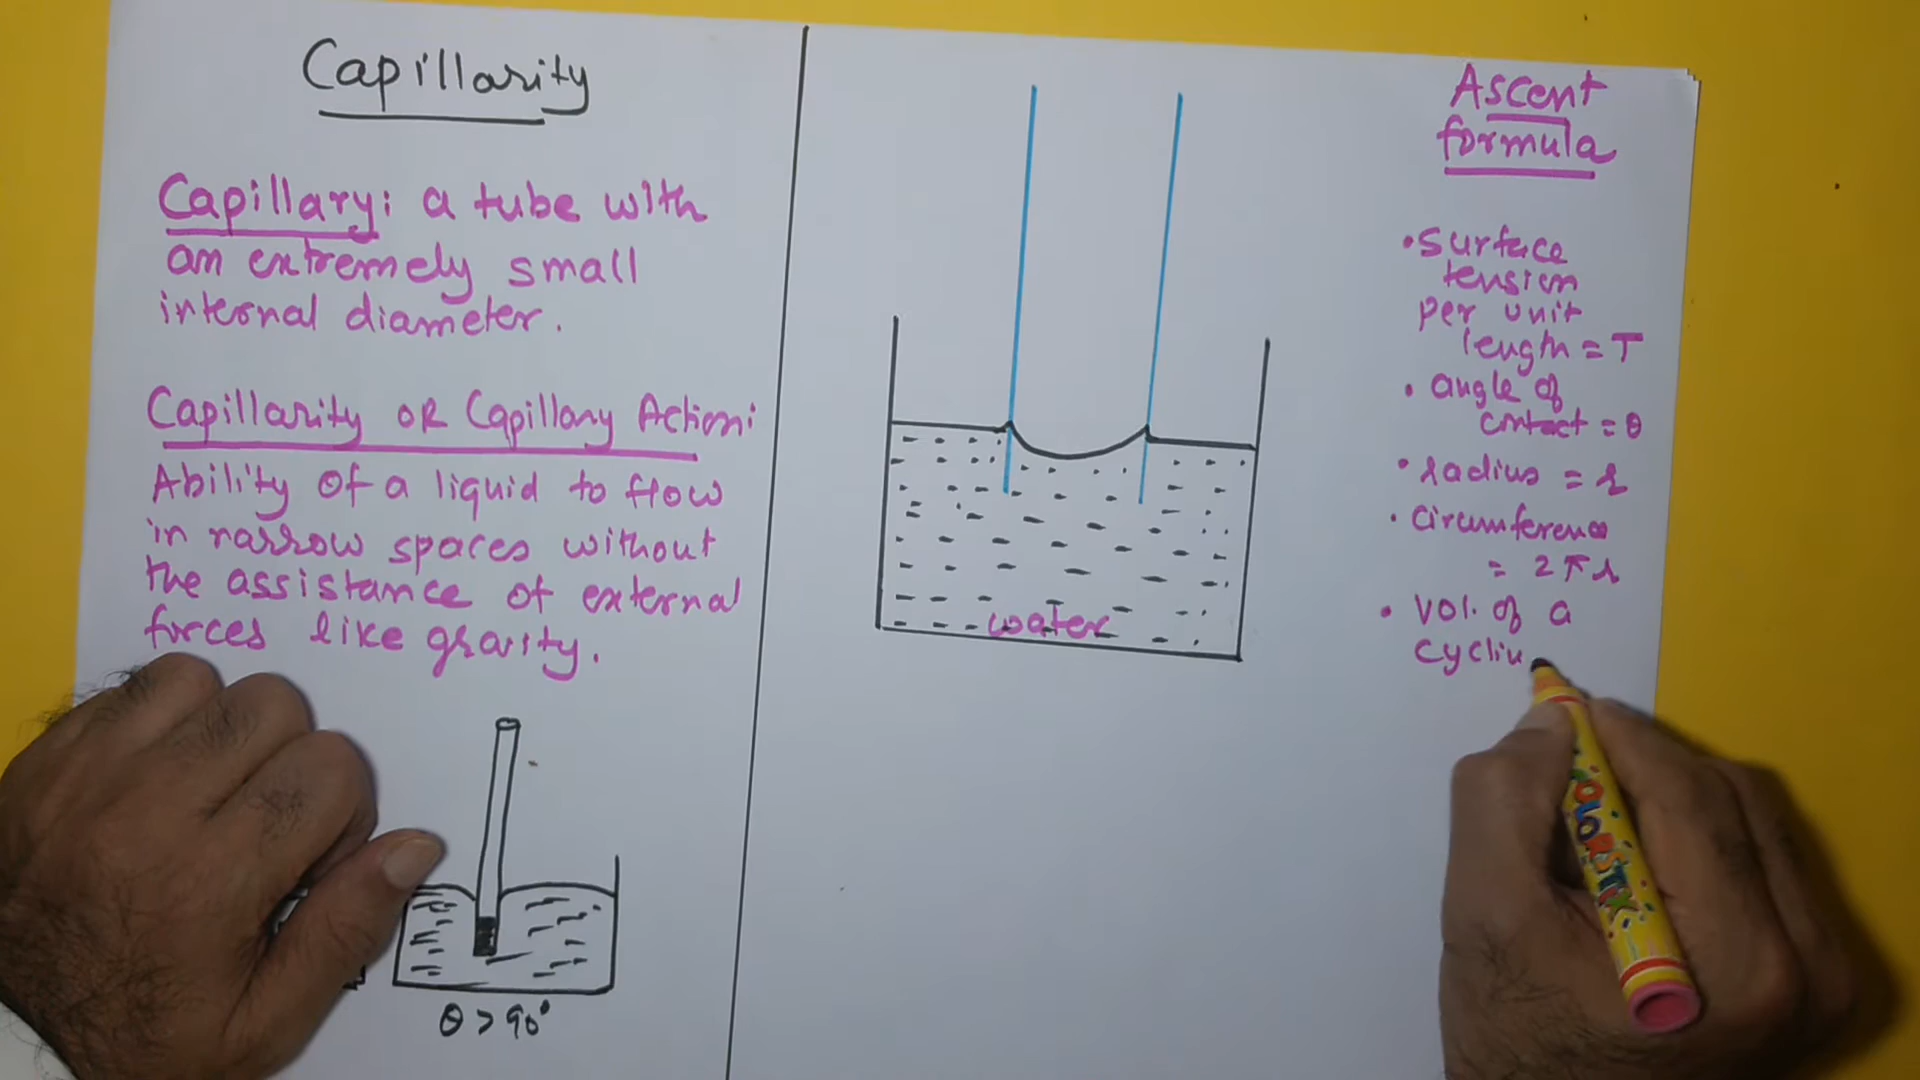 Capillarity
Capillary: a tube with
an extremely small
internal diameter.
Capillarity OR Capillary Action:
Ability of a liquid to flow
in narrow spaces without
the assistance of external
forces like gravity.
θ > 90°
water
Ascent
formula
• Surface
tension
per unit
length = T
• angle of
contact = θ
• radius = r
• Circumference
= 2πr
• Vol. of a
cyclin
COLORSTIX